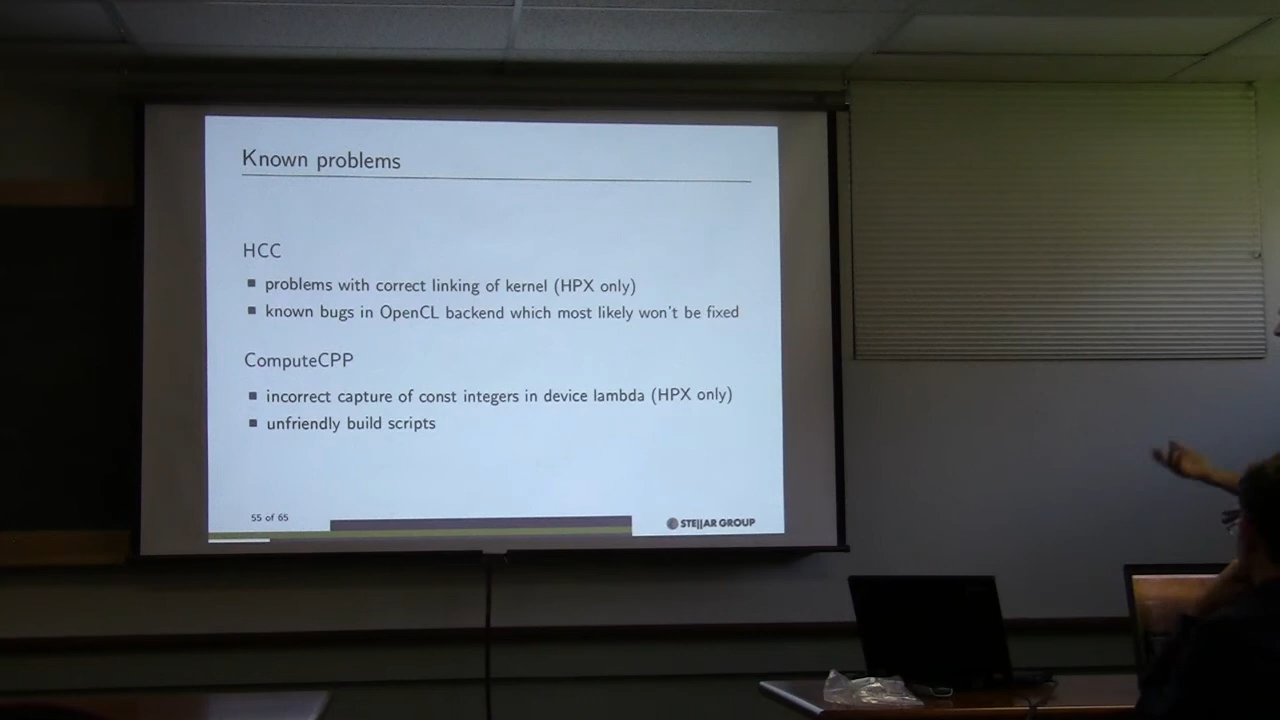 Known problems
HCC
problems with correct linking of kernel (HPX only)
known bugs in OpenCL backend which most likely won't be fixed
ComputeCPP
incorrect capture of const integers in device lambda (HPX only)
unfriendly build scripts
55 of 65
STE||AR GROUP